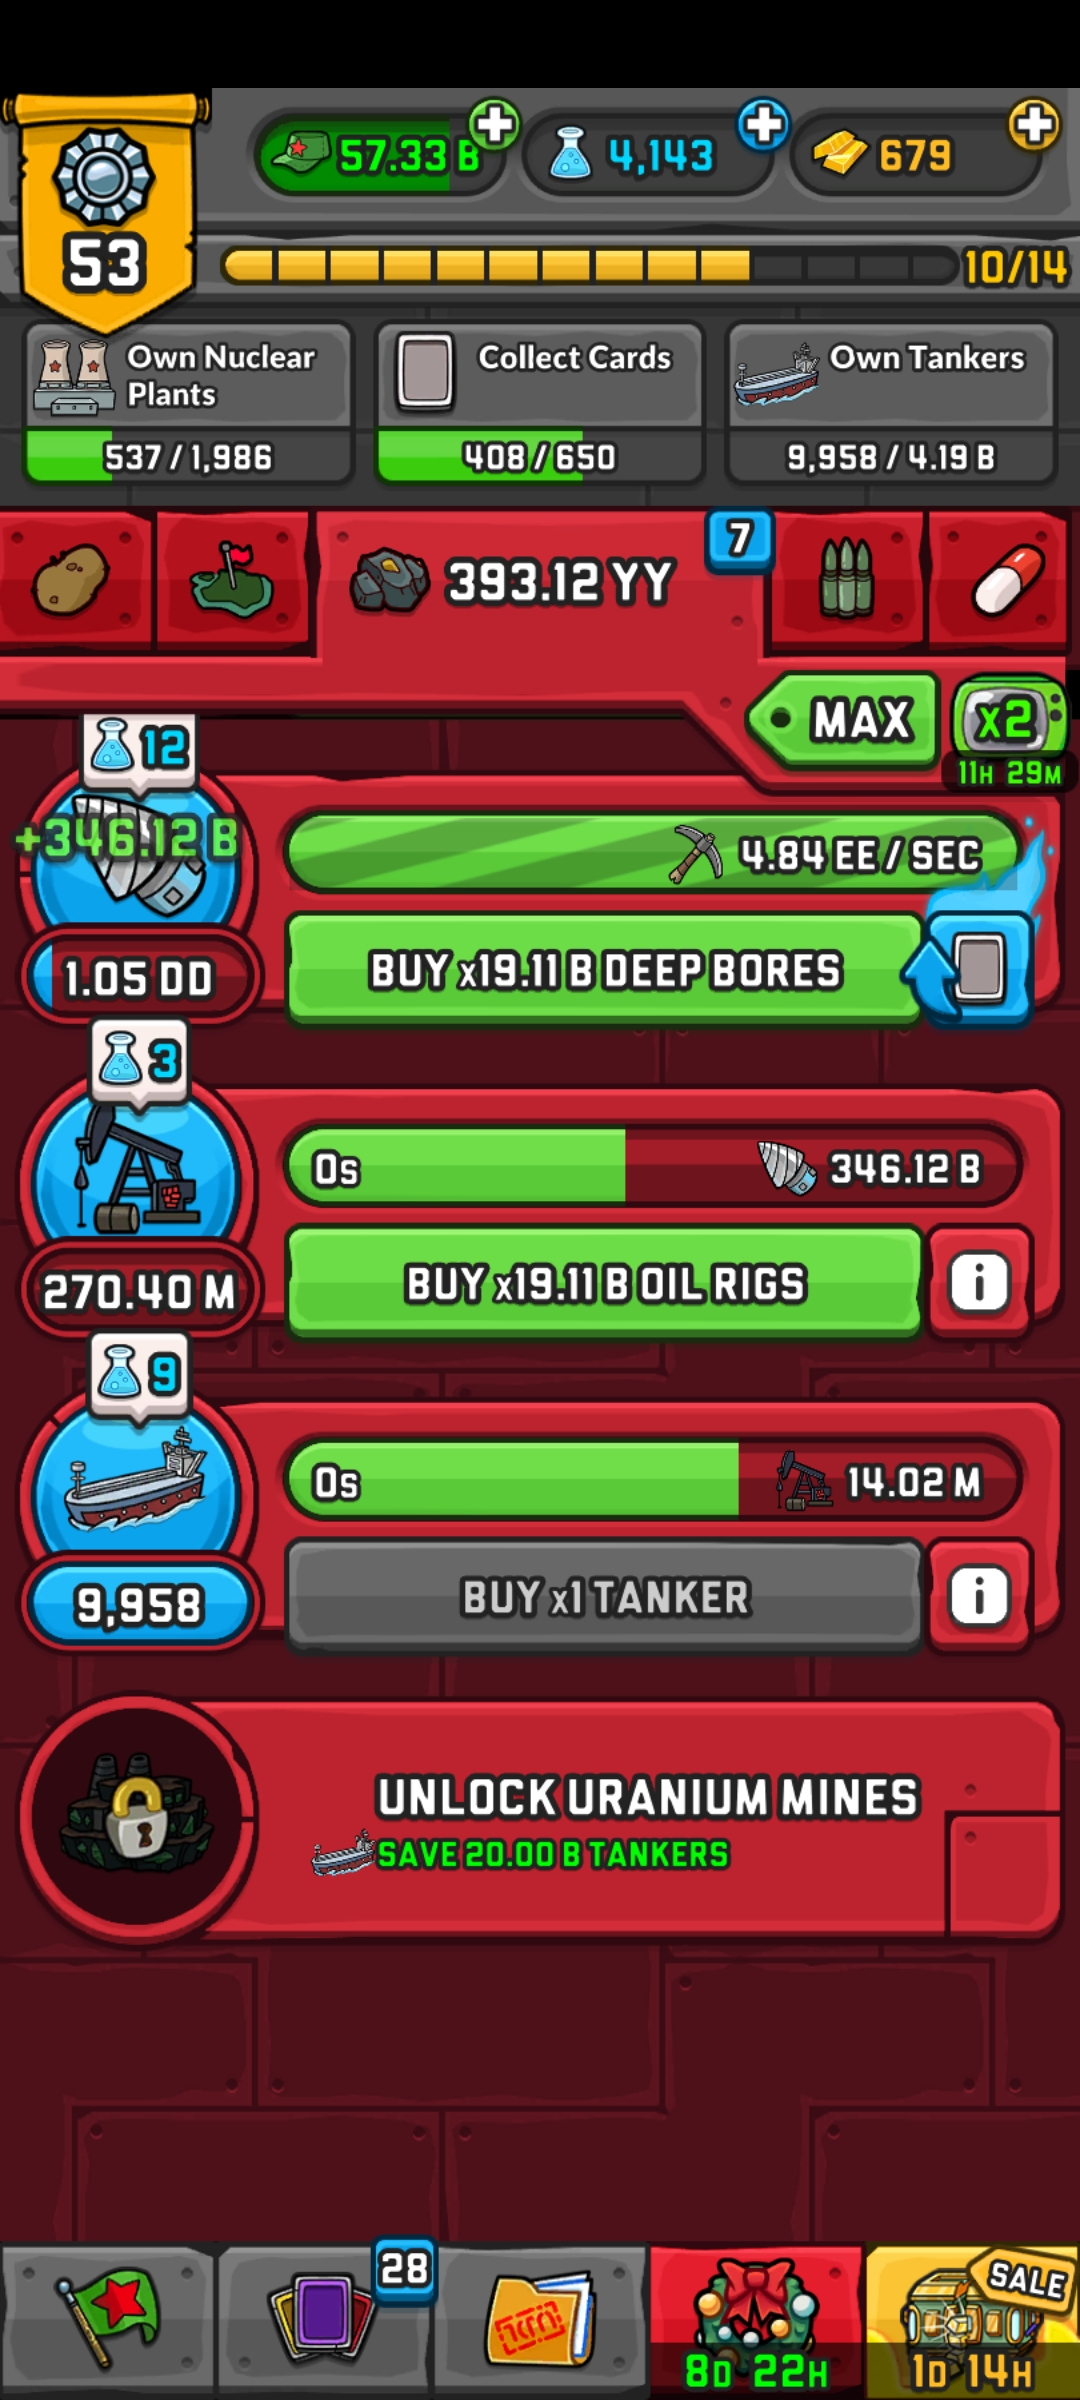 57.33 B
4,143
679
53
10/14
Own Nuclear
Plants
Collect Cards
Own Tankers
537 / 1,986
408 / 650
9,958 / 4.19 B
7
393.12 YY
MAX
x2
11H 29M
12
+346.12 B
4.84 EE / SEC
1.05 DD
BUY x19.11 B DEEP BORES
3
0s
346.12 B
270.40 M
BUY x19.11 B OIL RIGS
i
9
0s
14.02 M
9,958
BUY x1 TANKER
i
UNLOCK URANIUM MINES
SAVE 20.00 B TANKERS
28
SALE
8D 22H
1D 14H